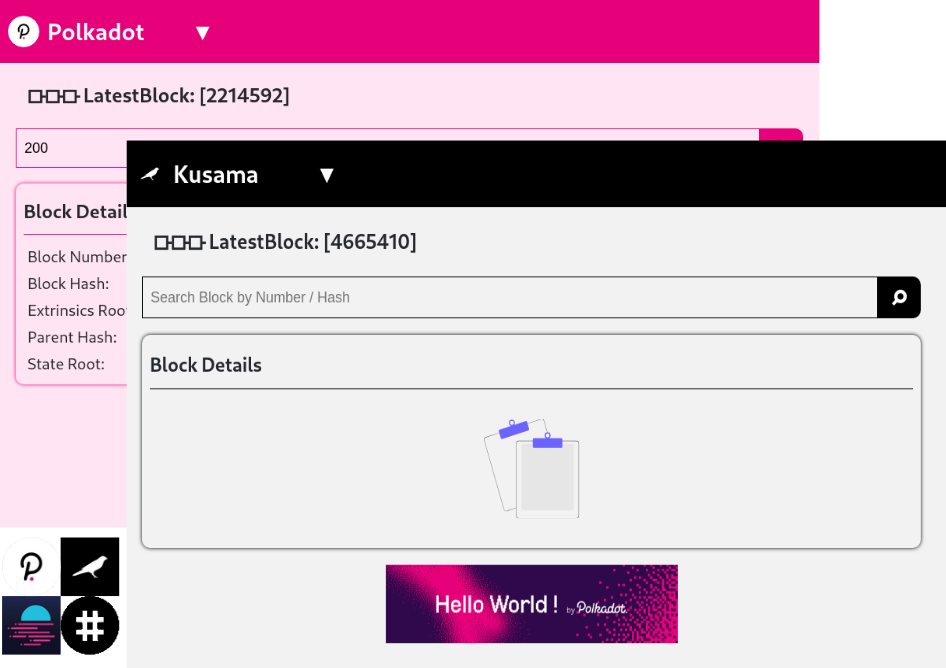 Polkadot ▼
LatestBlock: [2214592]
200
Block Detail
Block Number
Block Hash:
Extrinsics Roo
Parent Hash:
State Root:
Kusama ▼
LatestBlock: [4665410]
Search Block by Number / Hash
Block Details
Hello World ! by Polkadot.